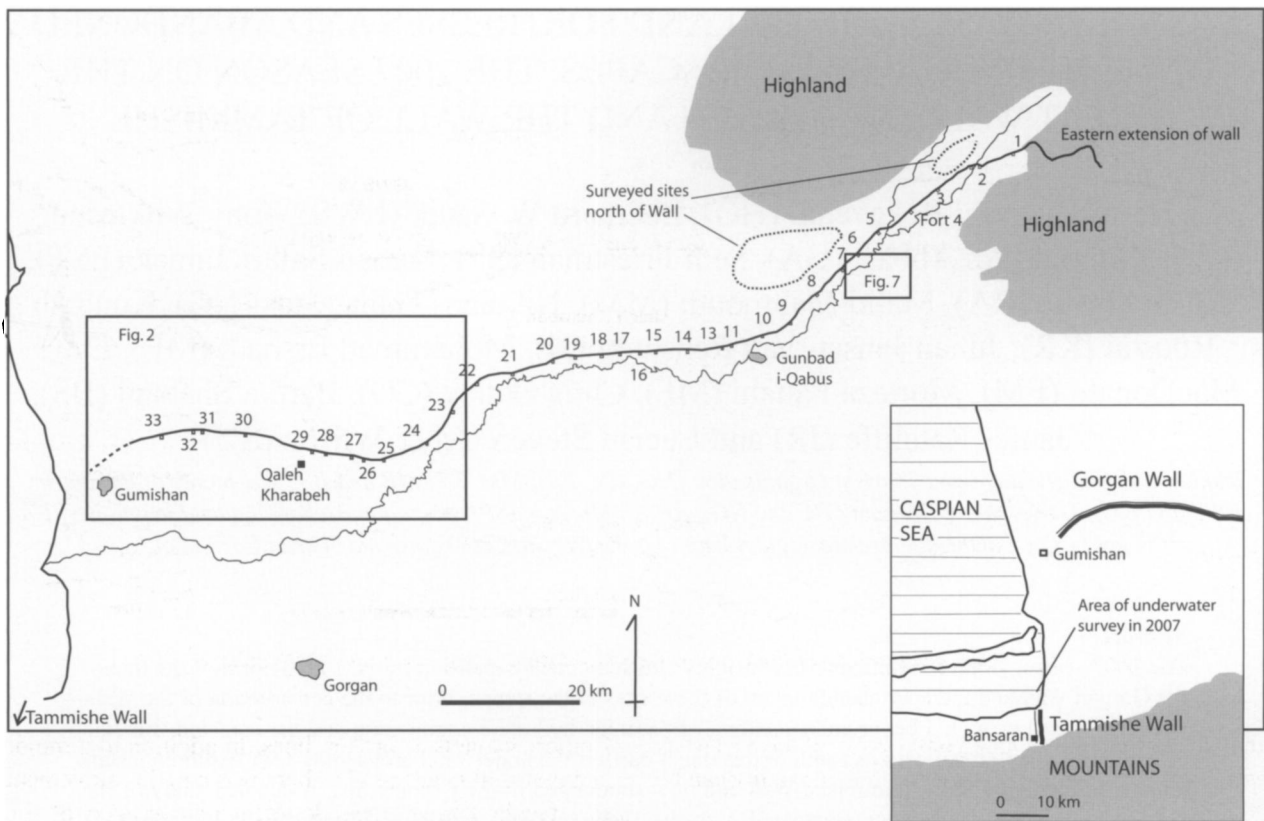 Highland
Eastern extension of wall
1
2
Surveyed sites
north of Wall
3
Fort 4
5
Highland
6
7
Fig. 7
8
9
10
Fig. 2
20 19 18 17 15 14 13 11
16
21
Gunbad
i-Qabus
22
23
33 31 30
32
29 28 27 25 24
26
Qaleh
Kharabeh
Gumishan
Gorgan
N
0 20 km
Tammishe Wall
Gorgan Wall
CASPIAN
SEA
Gumishan
Area of underwater
survey in 2007
Tammishe Wall
Bansaran
MOUNTAINS
0 10 km